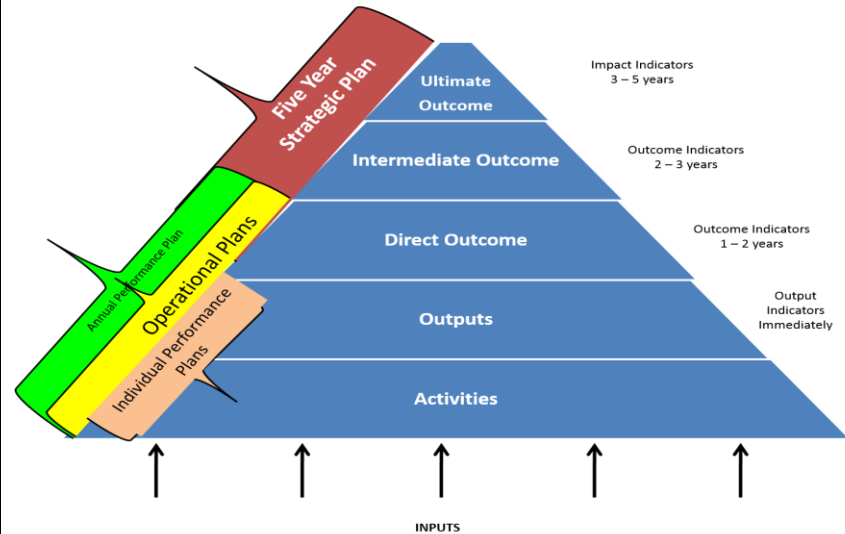 Five Year
Strategic Plan
Ultimate
Outcome
Impact Indicators
3 – 5 years
Intermediate Outcome
Outcome Indicators
2 – 3 years
Annual Performance Plan
Operational Plans
Direct Outcome
Outcome Indicators
1 – 2 years
Individual Performance
Plans
Outputs
Output
Indicators
Immediately
Activities
INPUTS